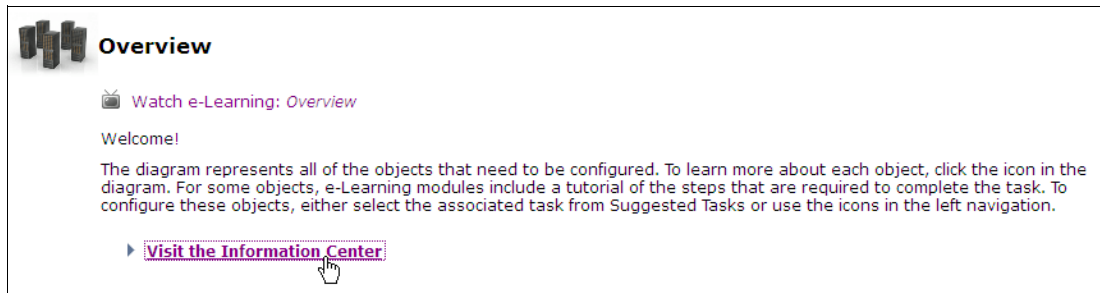 Overview
Watch e-Learning: Overview
Welcome!
The diagram represents all of the objects that need to be configured. To learn more about each object, click the icon in the
diagram. For some objects, e-Learning modules include a tutorial of the steps that are required to complete the task. To
configure these objects, either select the associated task from Suggested Tasks or use the icons in the left navigation.
Visit the Information Center